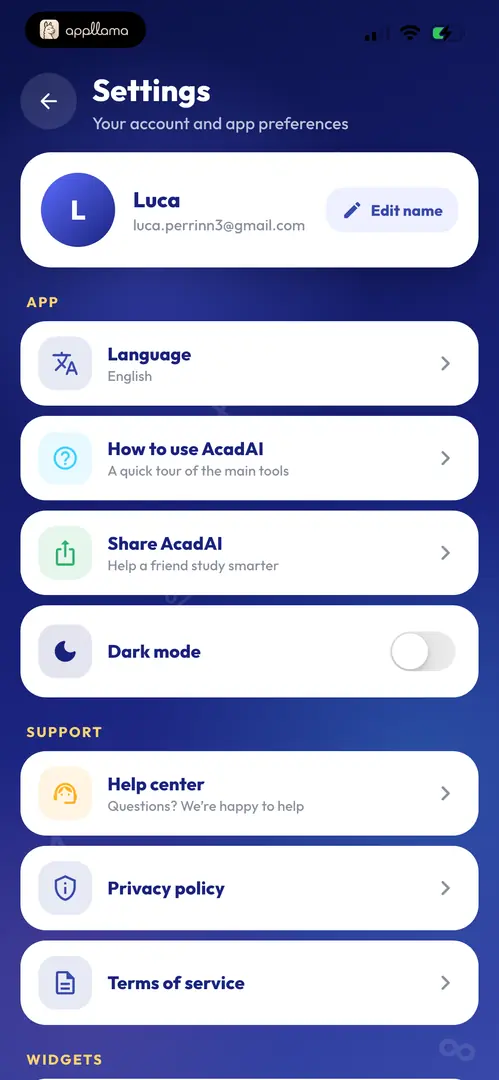 appllama
Settings
Your account and app preferences
L
Luca
luca.perrinn3@gmail.com
Edit name
APP
Language
English
How to use AcadAI
A quick tour of the main tools
Share AcadAI
Help a friend study smarter
Dark mode
SUPPORT
Help center
Questions? We're happy to help
Privacy policy
Terms of service
WIDGETS